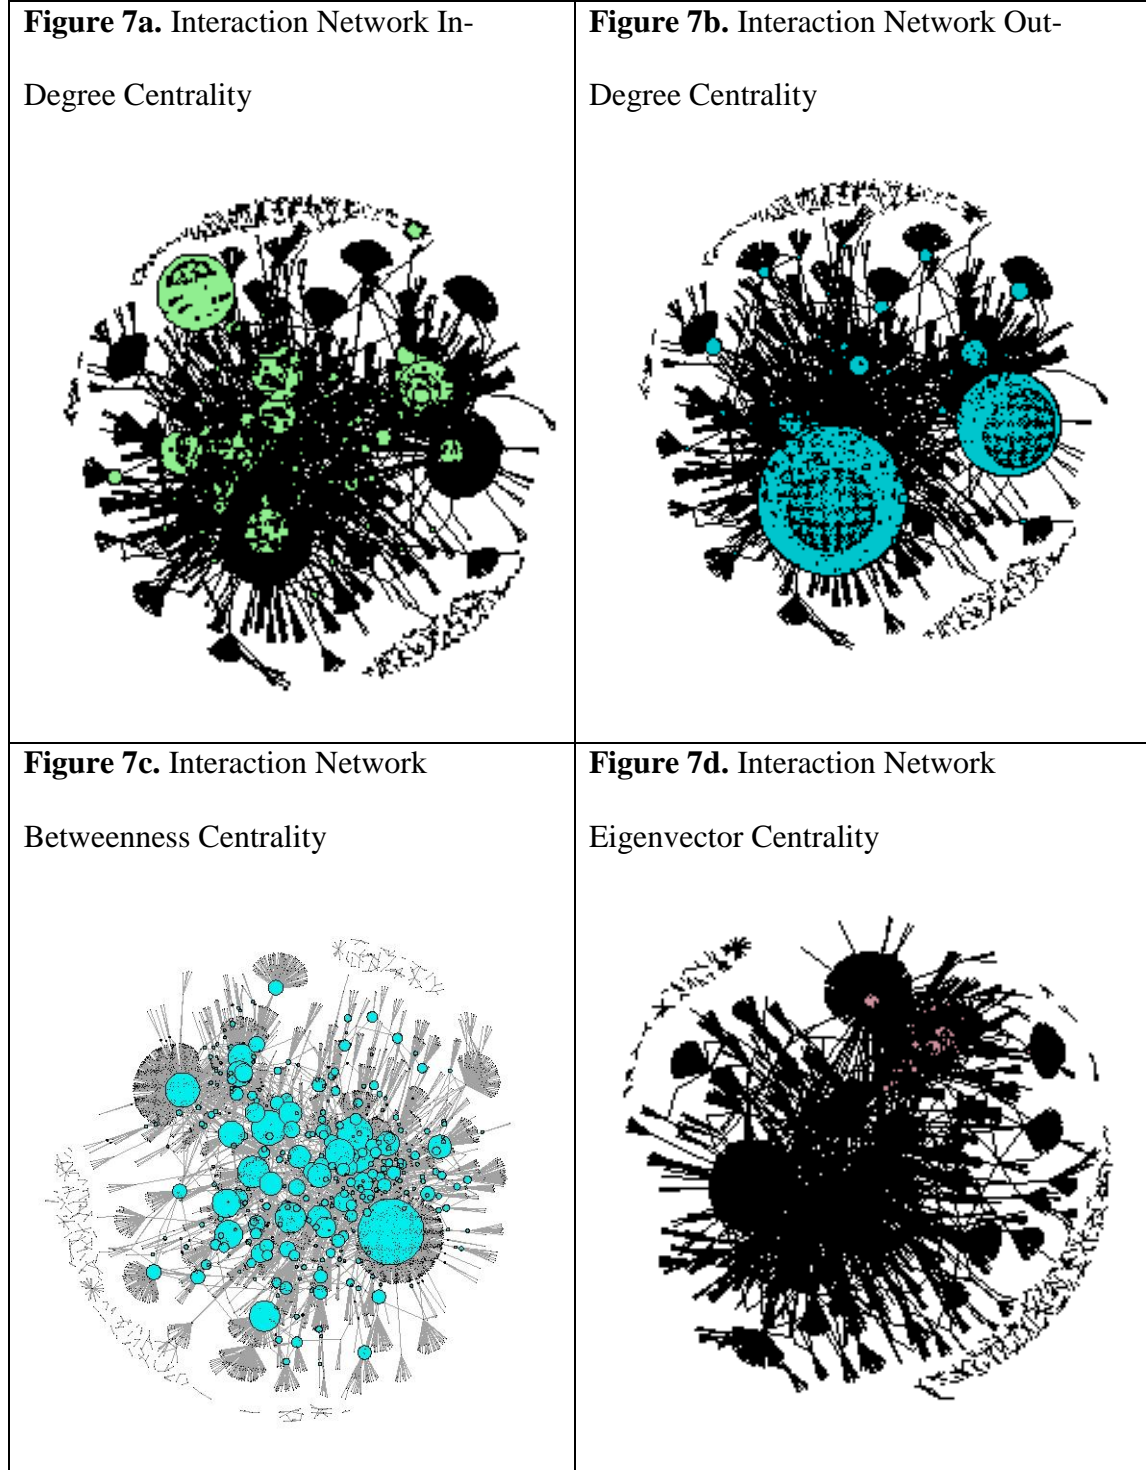 Figure 7a. Interaction Network In-
Degree Centrality
Figure 7b. Interaction Network Out-
Degree Centrality
Figure 7c. Interaction Network
Betweenness Centrality
Figure 7d. Interaction Network
Eigenvector Centrality